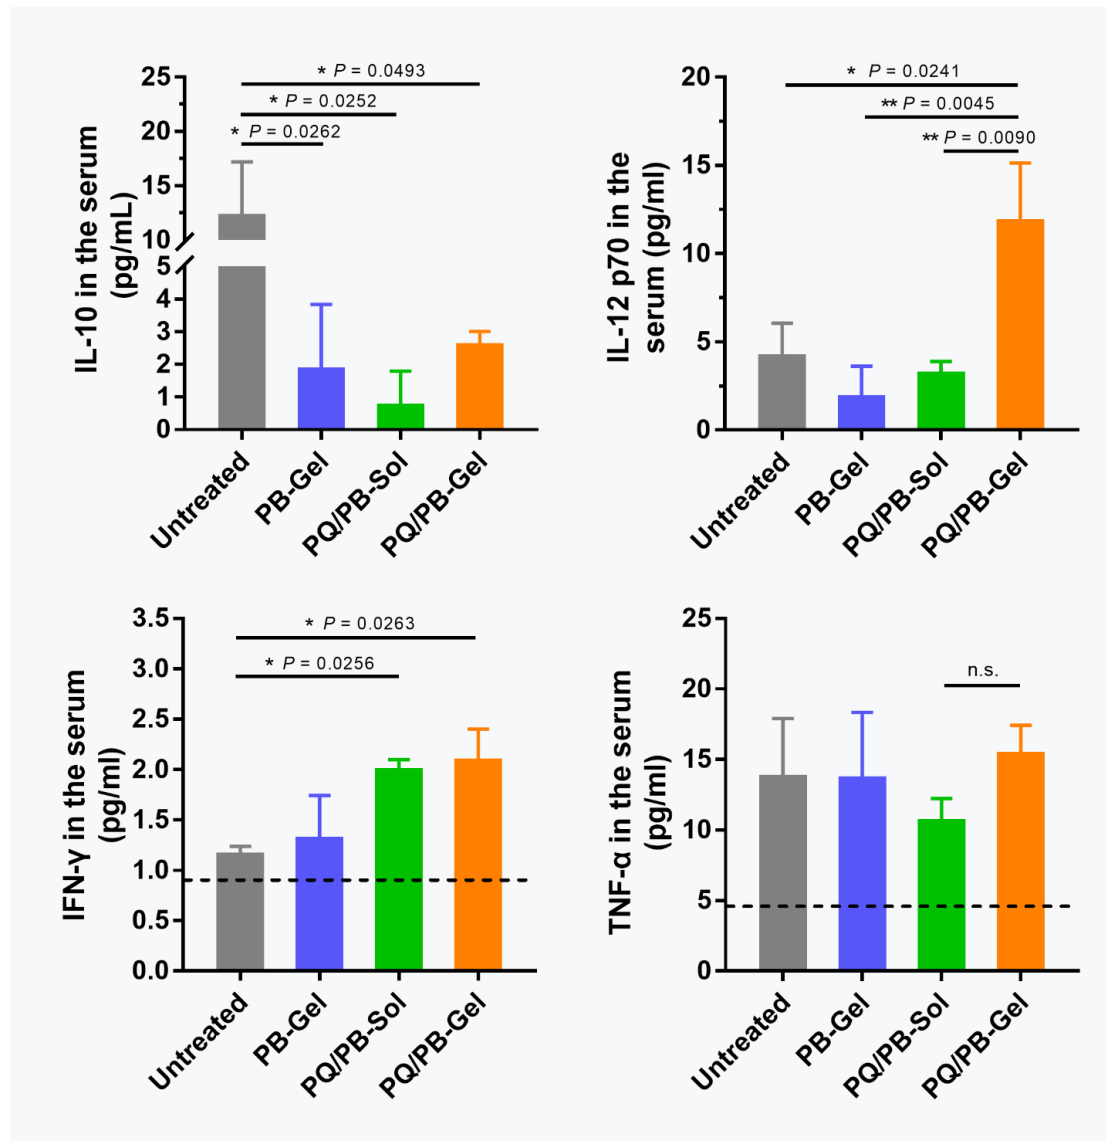 IL-10 in the serum
(pg/mL)
25
20
15
10
5
4
3
2
1
0
* P = 0.0493
* P = 0.0252
* P = 0.0262
Untreated
PB-Gel
PQ/PB-Sol
PQ/PB-Gel
IL-12 p70 in the
serum (pg/ml)
20
15
10
5
0
* P = 0.0241
** P = 0.0045
** P = 0.0090
Untreated
PB-Gel
PQ/PB-Sol
PQ/PB-Gel
IFN-γ in the serum
(pg/ml)
3.5
3.0
2.5
2.0
1.5
1.0
0.5
0.0
* P = 0.0263
* P = 0.0256
Untreated
PB-Gel
PQ/PB-Sol
PQ/PB-Gel
TNF-α in the serum
(pg/ml)
25
20
15
10
5
0
n.s.
Untreated
PB-Gel
PQ/PB-Sol
PQ/PB-Gel